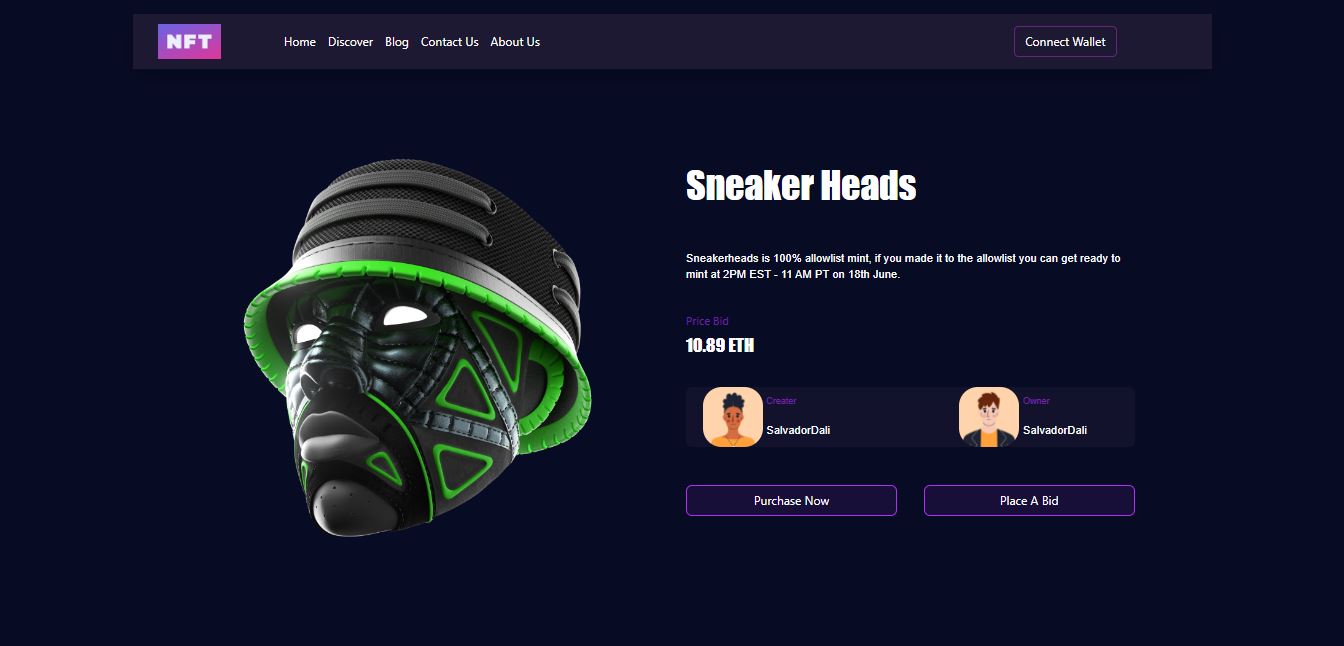 NFT
Home Discover Blog Contact Us About Us
Connect Wallet
Sneaker Heads
Sneakerheads is 100% allowlist mint, if you made it to the allowlist you can get ready to
mint at 2PM EST - 11 AM PT on 18th June.
Price Bid
10.89 ETH
Creater
SalvadorDali
Owner
SalvadorDali
Purchase Now
Place A Bid